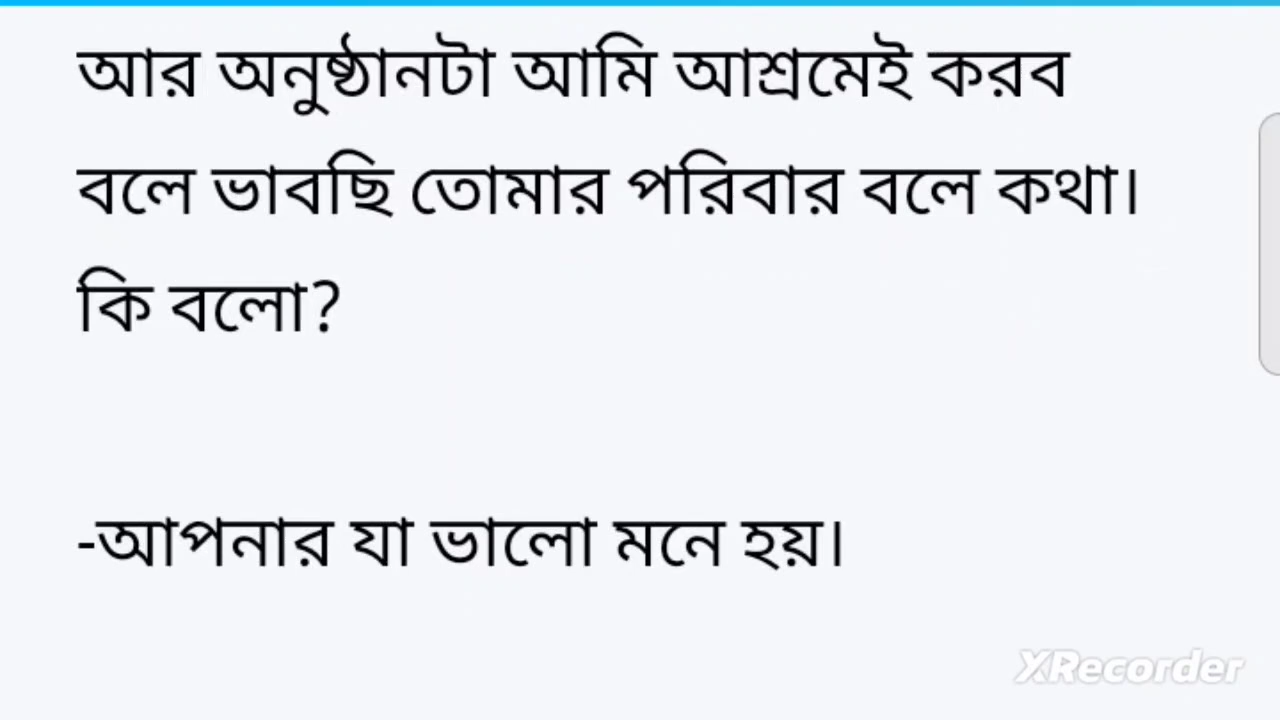 আর অনুষ্ঠানটা আমি আশ্রমেই করব
বলে ভাবছি তোমার পরিবার বলে কথা।
কি বলো?
-আপনার যা ভালো মনে হয়।
XRecorder